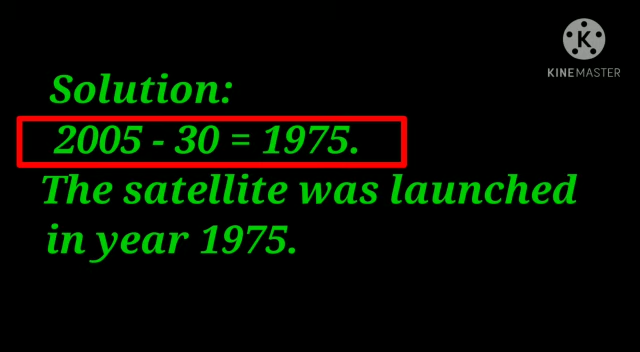 KINEMASTER
Solution:
2005 - 30 = 1975.
The satellite was launched
in year 1975.